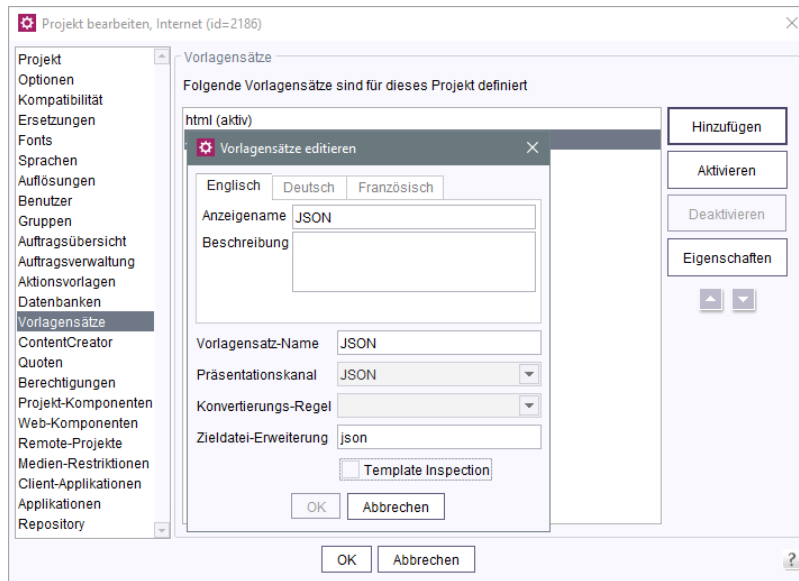 Projekt bearbeiten, Internet (id=2186)
Projekt
Optionen
Kompatibilität
Ersetzungen
Fonts
Sprachen
Auflösungen
Benutzer
Gruppen
Auftragsübersicht
Auftragsverwaltung
Aktionsvorlagen
Datenbanken
Vorlagensätze
ContentCreator
Quoten
Berechtigungen
Projekt-Komponenten
Web-Komponenten
Remote-Projekte
Medien-Restriktionen
Client-Applikationen
Applikationen
Repository
Vorlagensätze
Folgende Vorlagensätze sind für dieses Projekt definiert
html (aktiv)
Hinzufügen
Aktivieren
Deaktivieren
Eigenschaften
Vorlagensätze editieren
Englisch Deutsch Französisch
Anzeigename JSON
Beschreibung
Vorlagensatz-Name JSON
Präsentationskanal JSON
Konvertierungs-Regel
Zieldatei-Erweiterung json
Template Inspection
OK Abbrechen
OK Abbrechen
?